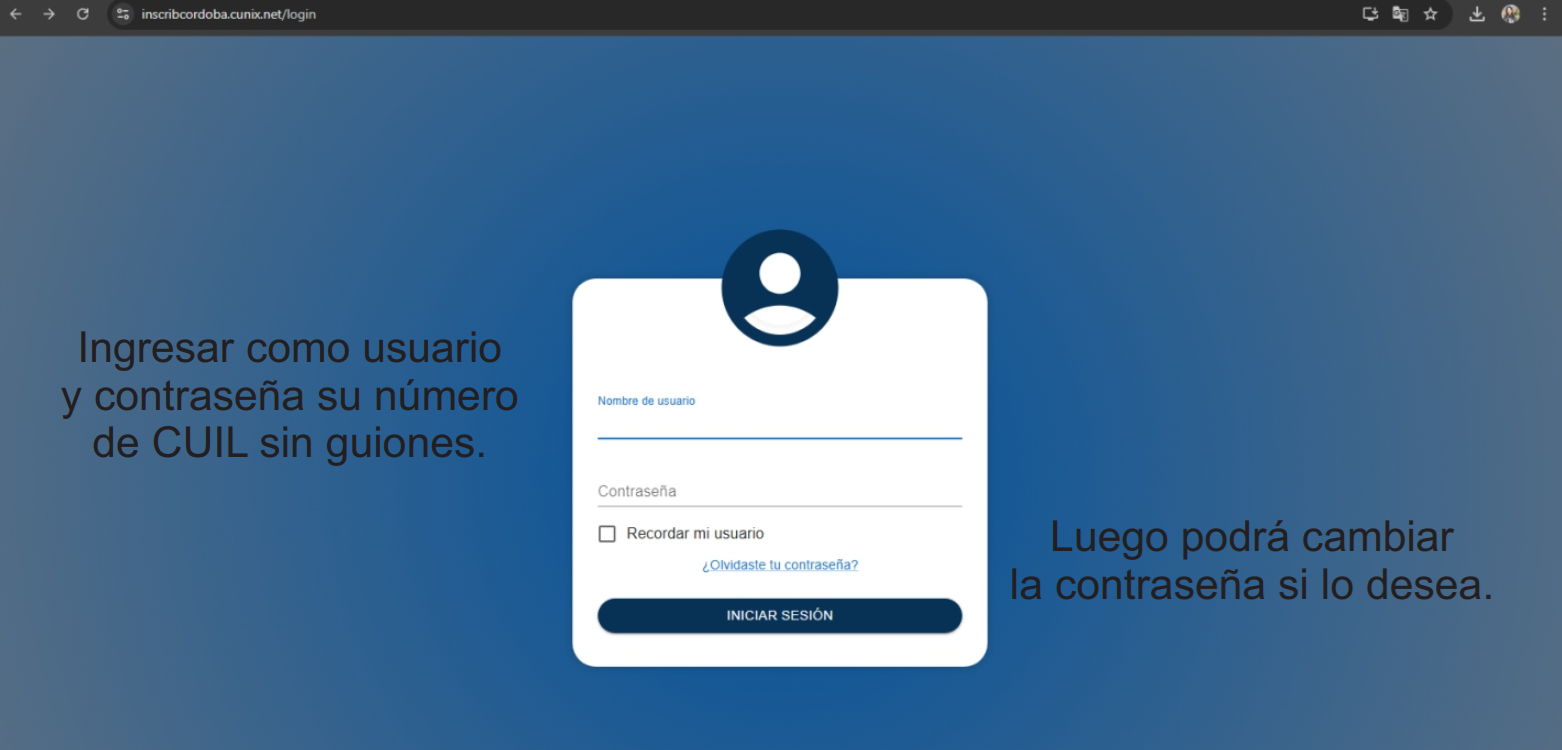 inscribcordoba.cunix.net/login
Ingresar como usuario
y contraseña su número
de CUIL sin guiones.
Nombre de usuario
Contraseña
Recordar mi usuario
¿Olvidaste tu contraseña?
INICIAR SESIÓN
Luego podrá cambiar
la contraseña si lo desea.